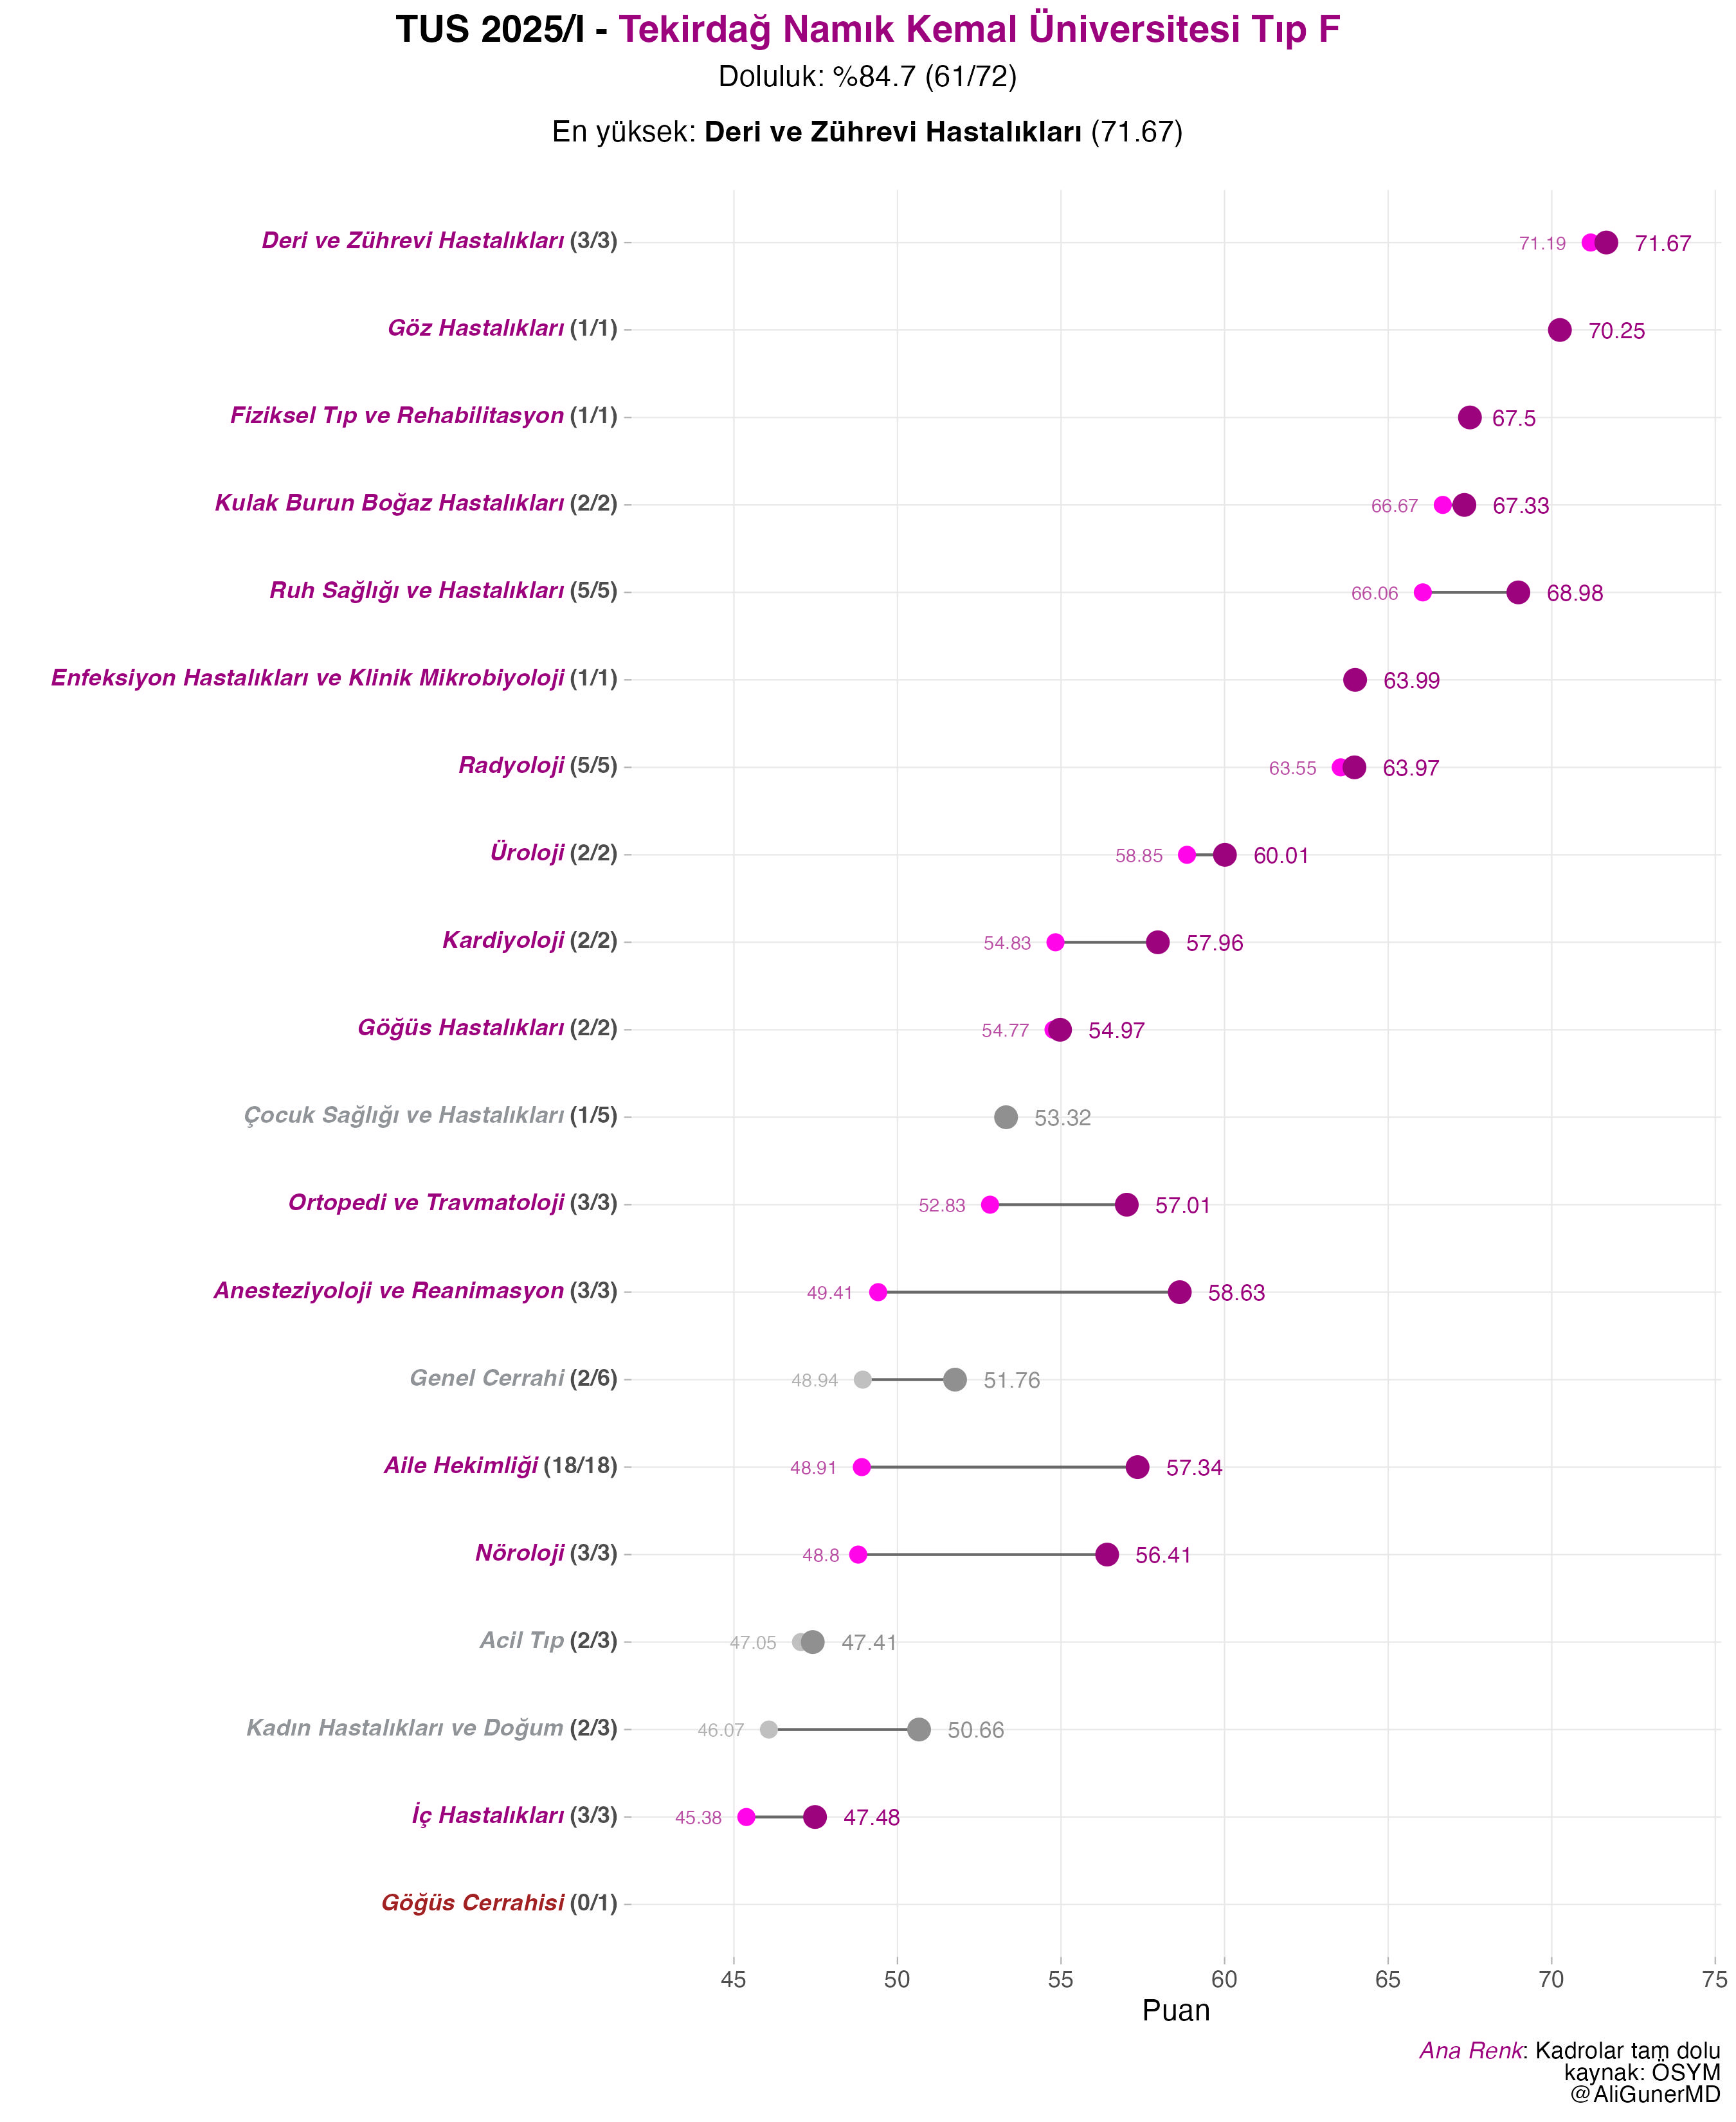 TUS 2025/I - Tekirdağ Namık Kemal Üniversitesi Tıp F
Doluluk: %84.7 (61/72)
En yüksek: Deri ve Zührevi Hastalıkları (71.67)
Deri ve Zührevi Hastalıkları (3/3) 71.19 71.67
Göz Hastalıkları (1/1) 70.25
Fiziksel Tıp ve Rehabilitasyon (1/1) 67.5
Kulak Burun Boğaz Hastalıkları (2/2) 66.67 67.33
Ruh Sağlığı ve Hastalıkları (5/5) 66.06 68.98
Enfeksiyon Hastalıkları ve Klinik Mikrobiyoloji (1/1) 63.99
Radyoloji (5/5) 63.55 63.97
Üroloji (2/2) 58.85 60.01
Kardiyoloji (2/2) 54.83 57.96
Göğüs Hastalıkları (2/2) 54.77 54.97
Çocuk Sağlığı ve Hastalıkları (1/5) 53.32
Ortopedi ve Travmatoloji (3/3) 52.83 57.01
Anesteziyoloji ve Reanimasyon (3/3) 49.41 58.63
Genel Cerrahi (2/6) 48.94 51.76
Aile Hekimliği (18/18) 48.91 57.34
Nöroloji (3/3) 48.8 56.41
Acil Tıp (2/3) 47.05 47.41
Kadın Hastalıkları ve Doğum (2/3) 46.07 50.66
İç Hastalıkları (3/3) 45.38 47.48
Göğüs Cerrahisi (0/1)
45 50 55 60 65 70 75
Puan
Ana Renk: Kadrolar tam dolu
kaynak: ÖSYM
@AliGunerMD